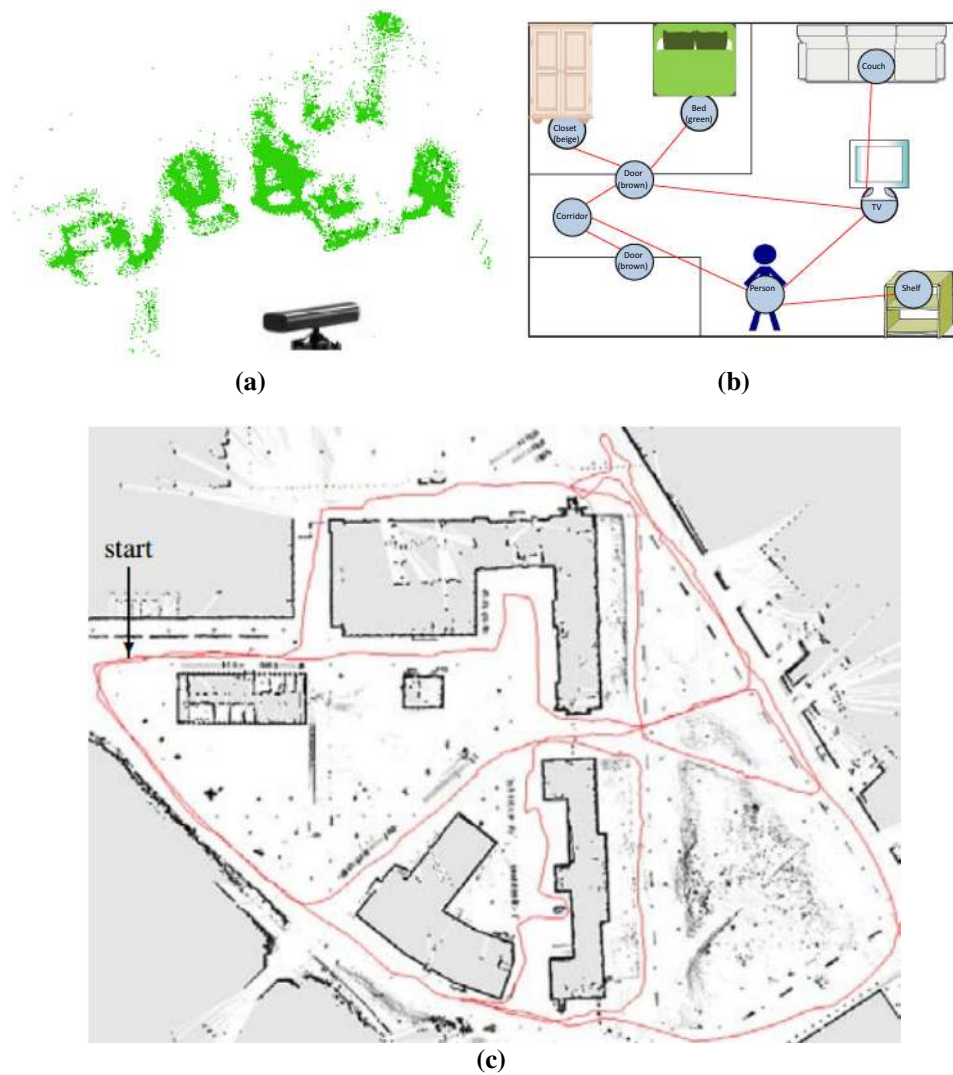 Couch
Closet
(beige)
Bed
(green)
Door
(brown)
TV
Corridor
Door
(brown)
Person
Shelf
(a)
(b)
start
(c)